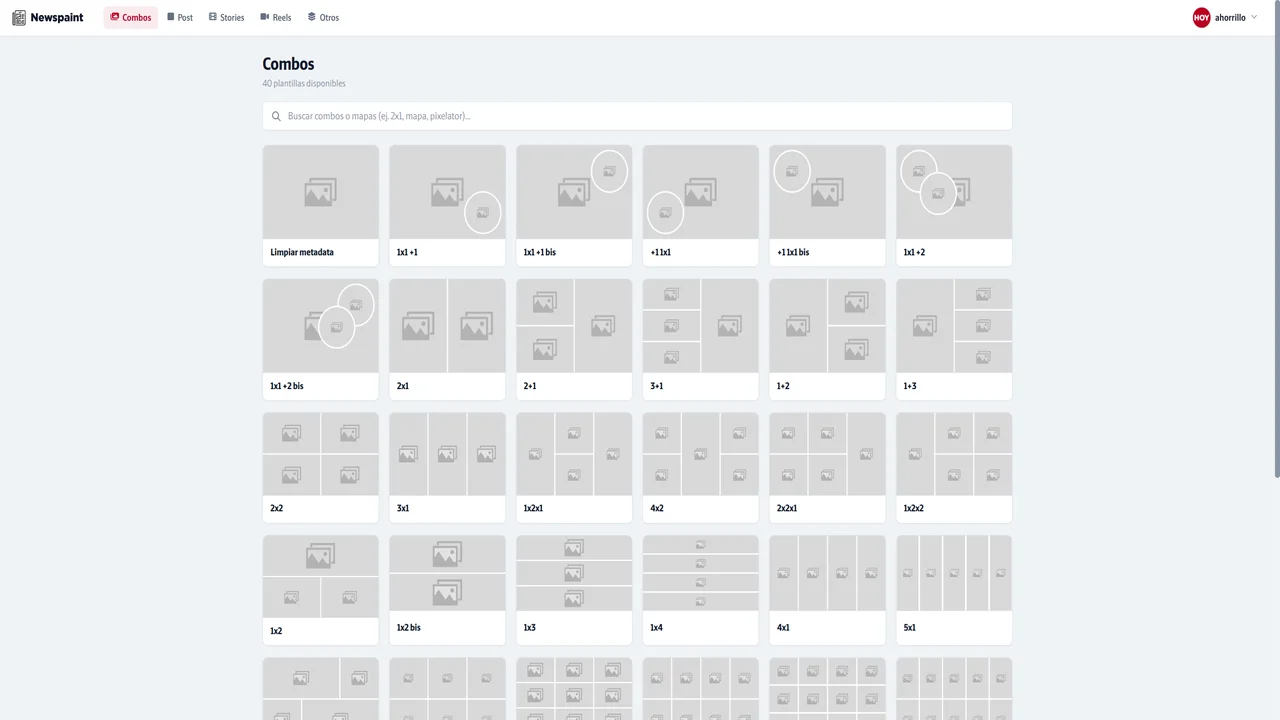 Newspaint
Combos
Post
Stories
Reels
Otros
HOY
ahorrillo
Combos
40 plantillas disponibles
Buscar combos o mapas (ej. 2x1, mapa, pixelator)...
Limpiar metadata
1x1 +1
1x1 +1 bis
+1 1x1
+1 1x1 bis
1x1 +2
1x1 +2 bis
2x1
2+1
3+1
1+2
1+3
2x2
3x1
1x2x1
4x2
2x2x1
1x2x2
1x2
1x2 bis
1x3
1x4
4x1
5x1